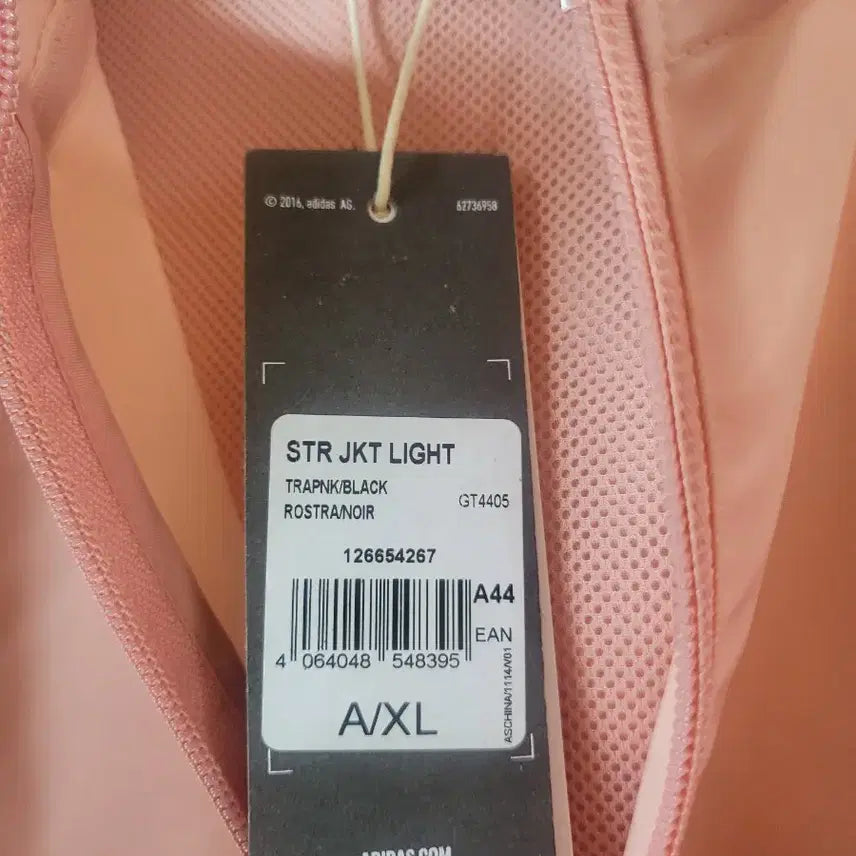 © 2016, adidas AG. 62736950
STR JKT LIGHT
TRAPNK/BLACK
ROSTRA/NOIR GT4405
126654267
A44
EAN
4 064048 548395
A/XL
ASCHINA/1114/V01
ADIDAS.COM